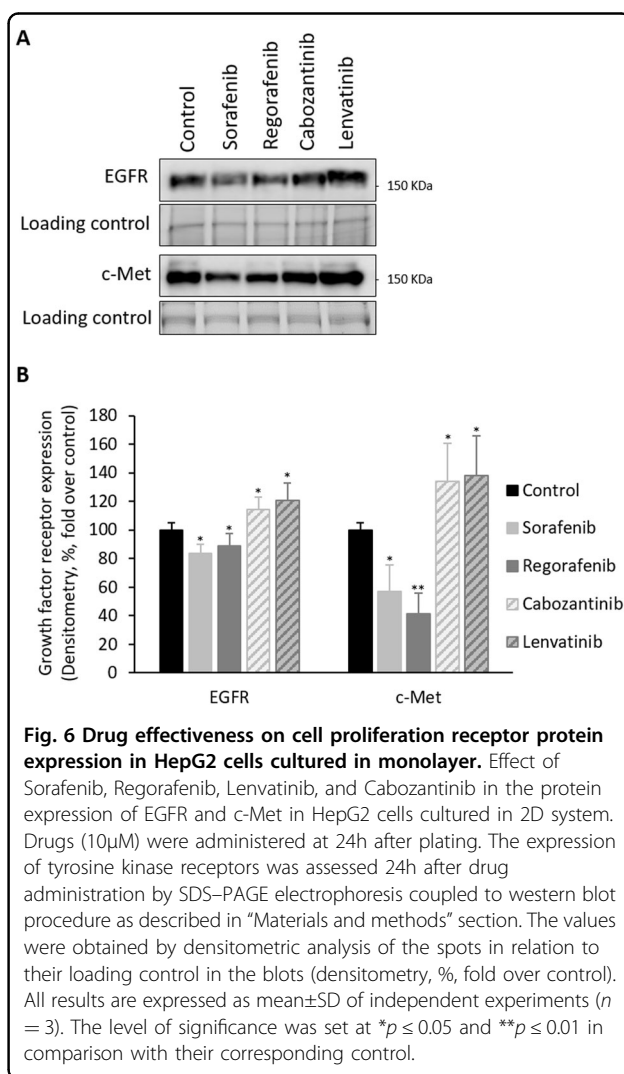 A
Control
Sorafenib
Regorafenib
Cabozantinib
Lenvatinib
EGFR
- 150 KDa
Loading control
c-Met
- 150 KDa
Loading control
B
Growth factor receptor expression
(Densitometry, %, fold over control)
180
160
140
120
100
80
60
40
20
0
* * * *
* ** * *
EGFR
c-Met
Control
Sorafenib
Regorafenib
Cabozantinib
Lenvatinib
Fig. 6 Drug effectiveness on cell proliferation receptor protein
expression in HepG2 cells cultured in monolayer. Effect of
Sorafenib, Regorafenib, Lenvatinib, and Cabozantinib in the protein
expression of EGFR and c-Met in HepG2 cells cultured in 2D system.
Drugs (10μM) were administered at 24h after plating. The expression
of tyrosine kinase receptors was assessed 24h after drug
administration by SDS–PAGE electrophoresis coupled to western blot
procedure as described in “Materials and methods” section. The values
were obtained by densitometric analysis of the spots in relation to
their loading control in the blots (densitometry, %, fold over control).
All results are expressed as mean±SD of independent experiments (n
= 3). The level of significance was set at *p ≤ 0.05 and **p ≤ 0.01 in
comparison with their corresponding control.